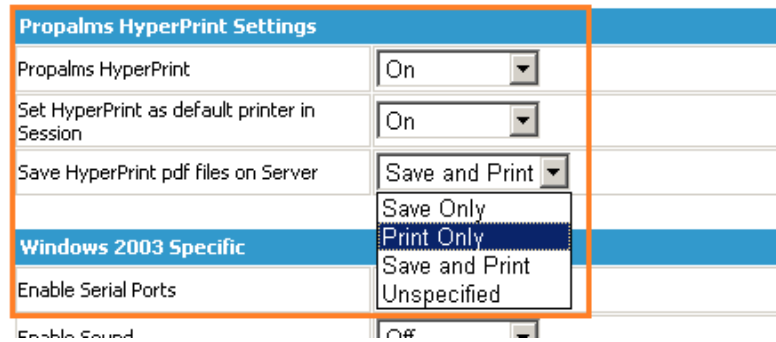 Propalms HyperPrint Settings
Propalms HyperPrint
On
Set HyperPrint as default printer in
Session
On
Save HyperPrint pdf files on Server
Save and Print
Save Only
Print Only
Save and Print
Unspecified
Windows 2003 Specific
Enable Serial Ports
Enable Sound
Off